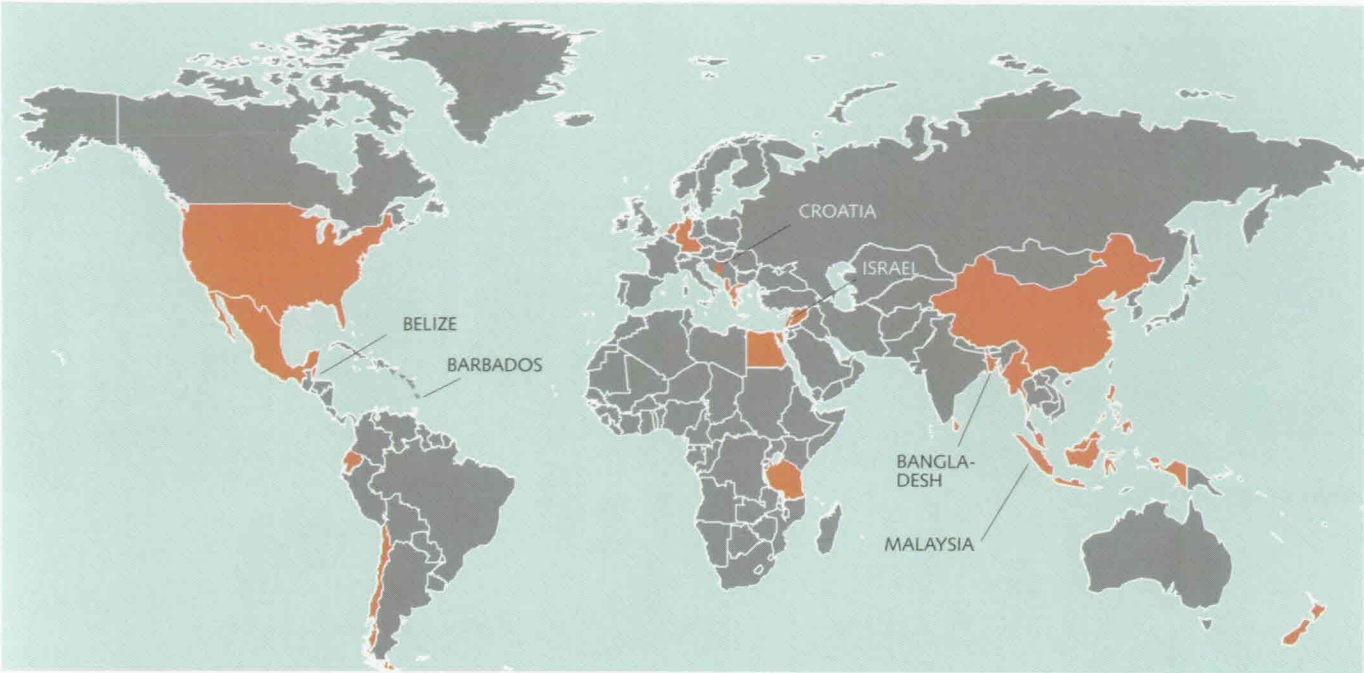 CROATIA
ISRAEL
BELIZE
BARBADOS
BANGLA-
DESH
MALAYSIA